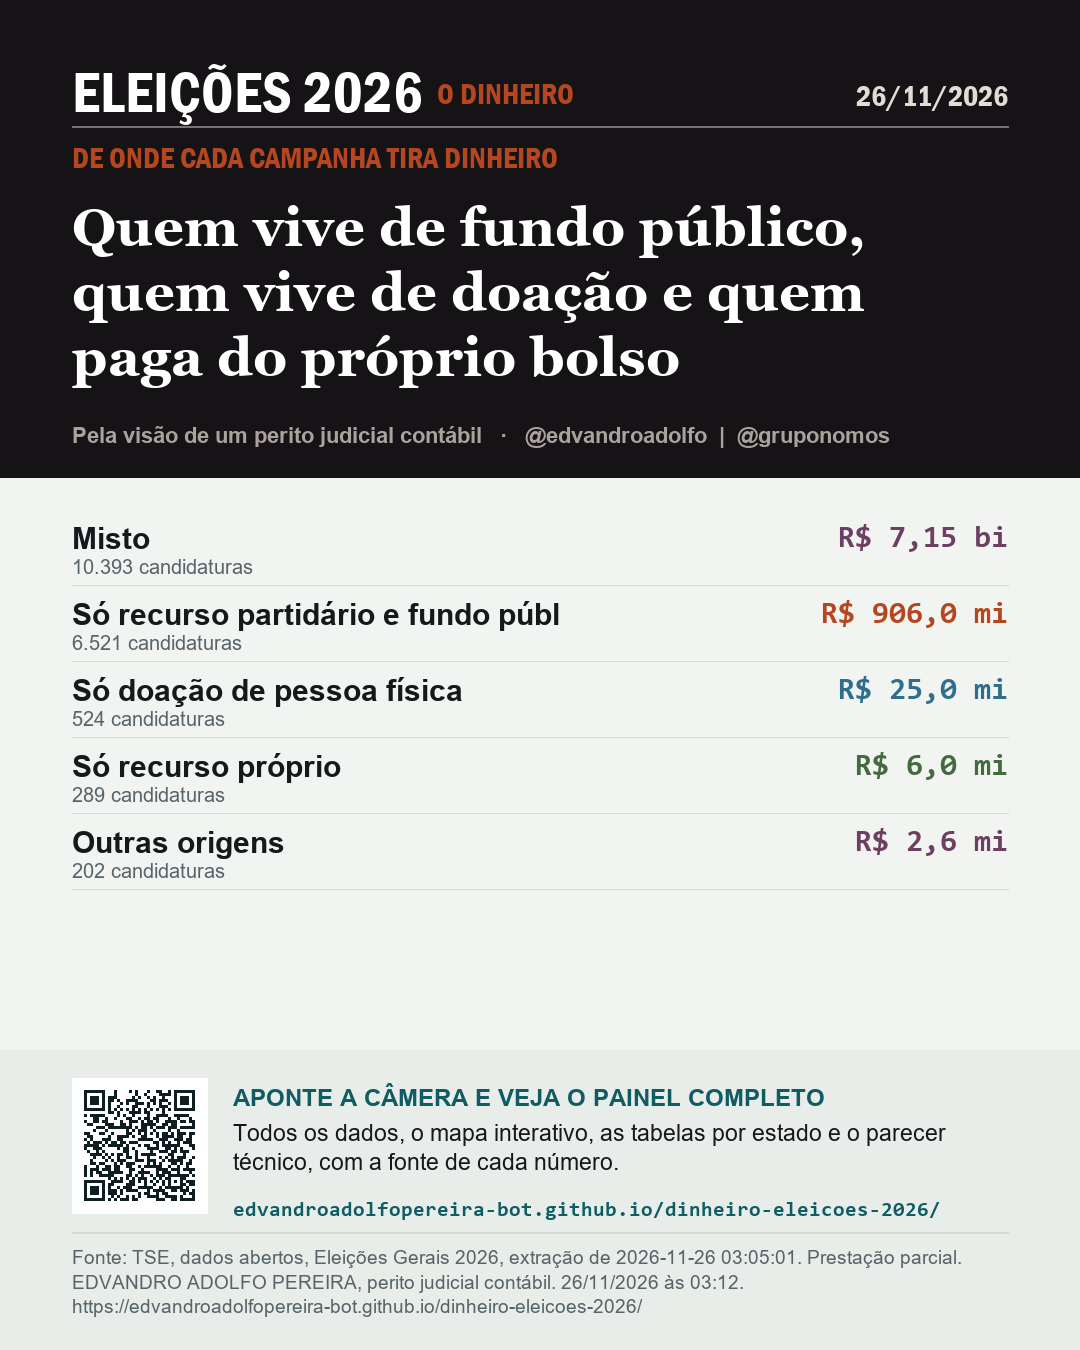 ELEIÇÕES 2026 O DINHEIRO 26/11/2026
DE ONDE CADA CAMPANHA TIRA DINHEIRO
Quem vive de fundo público,
quem vive de doação e quem
paga do próprio bolso
Pela visão de um perito judicial contábil · @edvandroadolfo | @gruponomos
Misto R$ 7,15 bi
10.393 candidaturas
Só recurso partidário e fundo públ R$ 906,0 mi
6.521 candidaturas
Só doação de pessoa física R$ 25,0 mi
524 candidaturas
Só recurso próprio R$ 6,0 mi
289 candidaturas
Outras origens R$ 2,6 mi
202 candidaturas
APONTE A CÂMERA E VEJA O PAINEL COMPLETO
Todos os dados, o mapa interativo, as tabelas por estado e o parecer
técnico, com a fonte de cada número.
edvandroadolfopereira-bot.github.io/dinheiro-eleicoes-2026/
Fonte: TSE, dados abertos, Eleições Gerais 2026, extração de 2026-11-26 03:05:01. Prestação parcial.
EDVANDRO ADOLFO PEREIRA, perito judicial contábil. 26/11/2026 às 03:12.
https://edvandroadolfopereira-bot.github.io/dinheiro-eleicoes-2026/